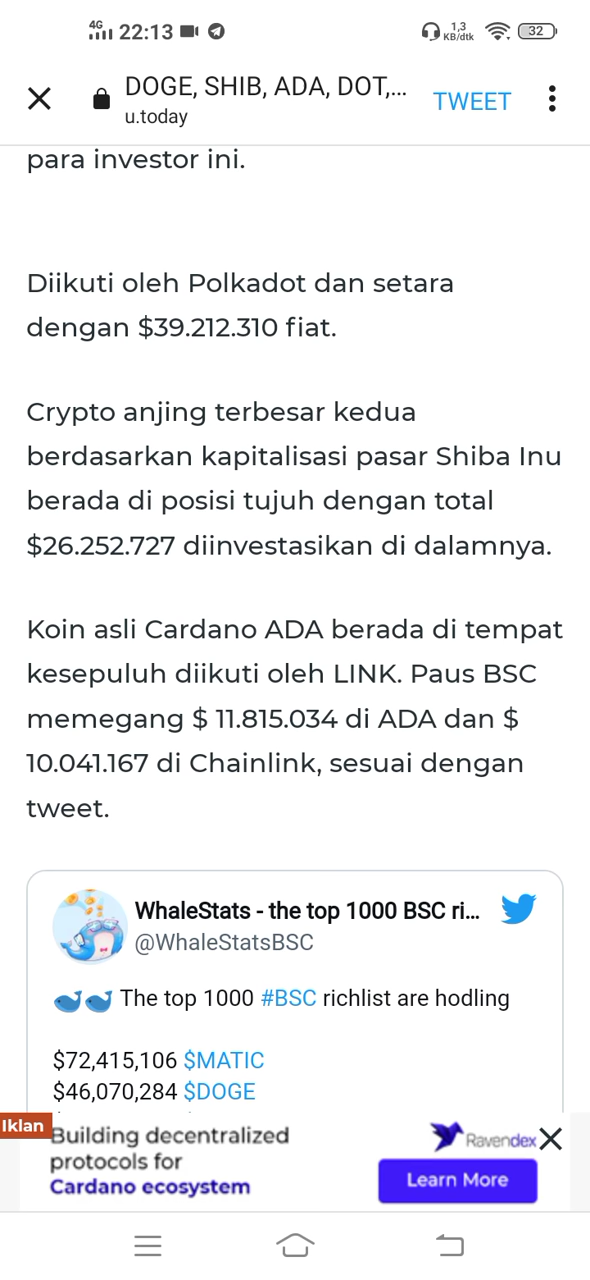 4G 22:13 1,3 KB/dtk 32
DOGE, SHIB, ADA, DOT,...
u.today
TWEET
para investor ini.
Diikuti oleh Polkadot dan setara
dengan $39.212.310 fiat.
Crypto anjing terbesar kedua
berdasarkan kapitalisasi pasar Shiba Inu
berada di posisi tujuh dengan total
$26.252.727 diinvestasikan di dalamnya.
Koin asli Cardano ADA berada di tempat
kesepuluh diikuti oleh LINK. Paus BSC
memegang $ 11.815.034 di ADA dan $
10.041.167 di Chainlink, sesuai dengan
tweet.
WhaleStats - the top 1000 BSC ri...
@WhaleStatsBSC
The top 1000 #BSC richlist are hodling
$72,415,106 $MATIC
$46,070,284 $DOGE
Iklan
Building decentralized
protocols for
Cardano ecosystem
Ravendex
Learn More